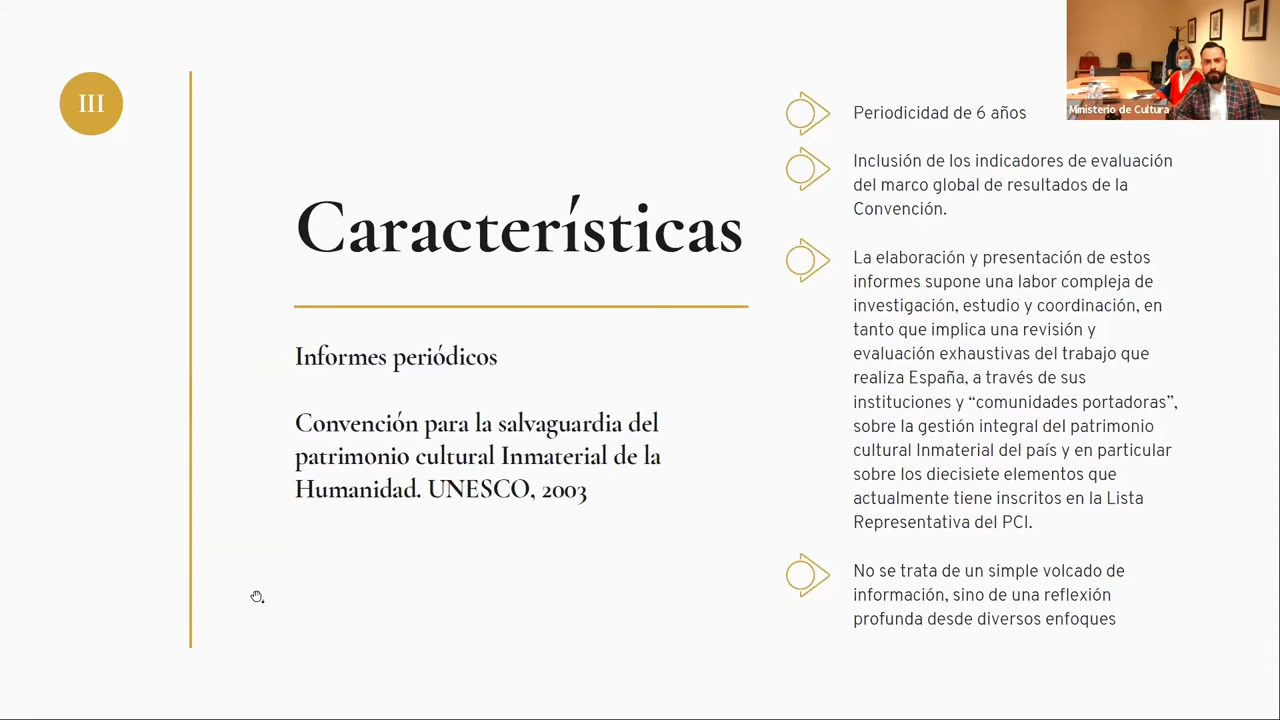 III
Características
Informes periódicos
Convención para la salvaguardia del
patrimonio cultural Inmaterial de la
Humanidad. UNESCO, 2003
Periodicidad de 6 años
Inclusión de los indicadores de evaluación
del marco global de resultados de la
Convención.
La elaboración y presentación de estos
informes supone una labor compleja de
investigación, estudio y coordinación, en
tanto que implica una revisión y
evaluación exhaustivas del trabajo que
realiza España, a través de sus
instituciones y “comunidades portadoras”,
sobre la gestión integral del patrimonio
cultural Inmaterial del país y en particular
sobre los diecisiete elementos que
actualmente tiene inscritos en la Lista
Representativa del PCI.
No se trata de un simple volcado de
información, sino de una reflexión
profunda desde diversos enfoques
Ministerio de Cultura